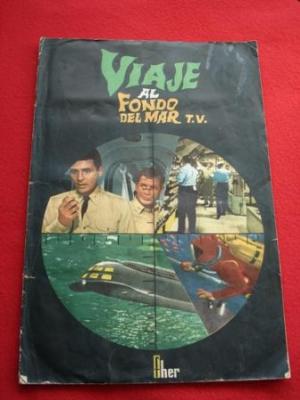 VIAJE
AL
FONDO
DEL MAR T.V.
Fher